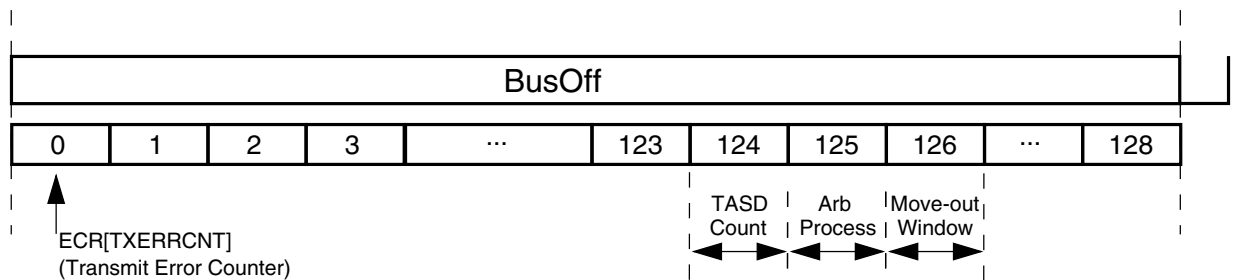 BusOff
0 1 2 3 ... 123 124 125 126 ... 128
TASD Count
Arb Process
Move-out Window
ECR[TXERRCNT]
(Transmit Error Counter)